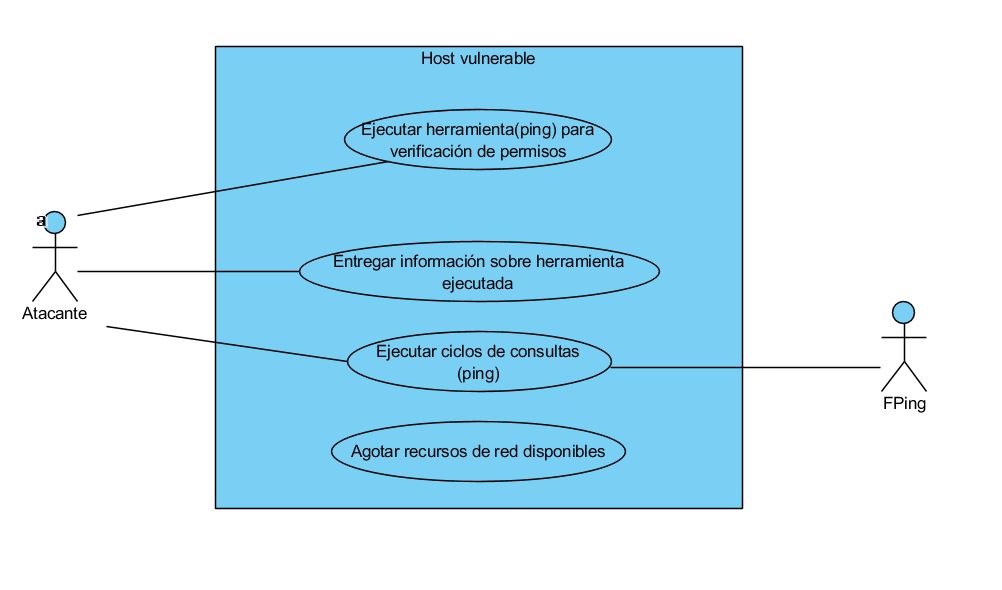 Host vulnerable
Ejecutar herramienta(ping) para
verificación de permisos
a
Entregar información sobre herramienta
ejecutada
Atacante
Ejecutar ciclos de consultas
(ping)
FPing
Agotar recursos de red disponibles